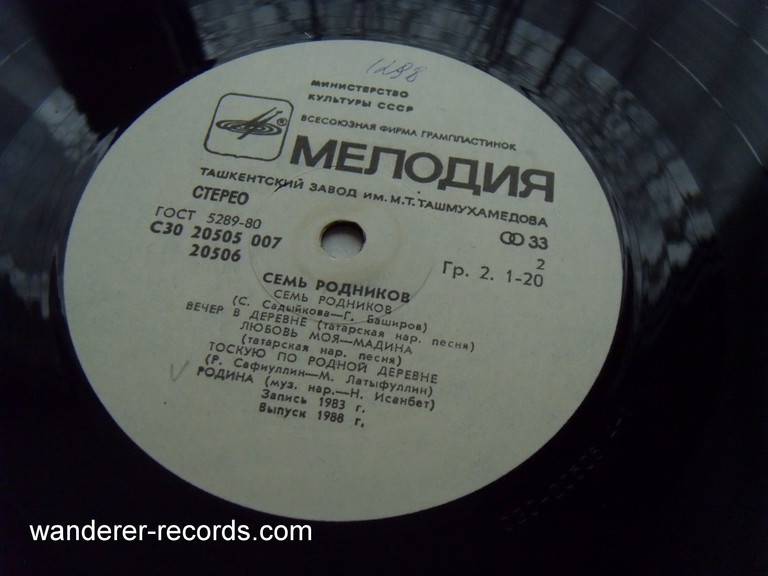 1288
МИНИСТЕРСТВО
КУЛЬТУРЫ СССР
ВСЕСОЮЗНАЯ ФИРМА ГРАМПЛАСТИНОК
МЕЛОДИЯ
ТАШКЕНТСКИЙ ЗАВОД ИМ. М.Т. ТАШМУХАМЕДОВА
СТЕРЕО
ГОСТ 5289-80
С30 20505 007
20506
33
2
Гр. 2. 1-20
СЕМЬ РОДНИКОВ
СЕМЬ РОДНИКОВ
(С. Садыйкова—Г. Баширов)
ВЕЧЕР В ДЕРЕВНЕ (татарская нар. песня)
ЛЮБОВЬ МОЯ—МАДИНА
(татарская нар. песня)
ТОСКУЮ ПО РОДНОЙ ДЕРЕВНЕ
(Р. Сафиуллин—М. Латыфуллин)
РОДИНА (муз. нар.—Н. Исанбет)
Запись 1983 г.
Выпуск 1988 г.
wanderer-records.com